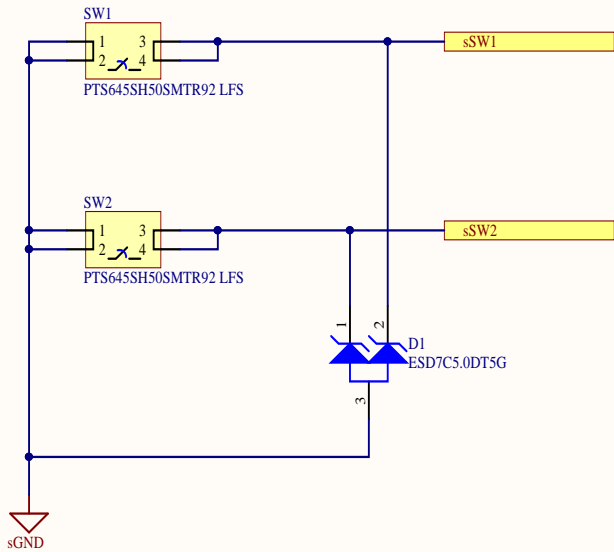 SW1
1 3
2 4
PTS645SH50SMTR92 LFS
sSW1
SW2
1 3
2 4
PTS645SH50SMTR92 LFS
sSW2
1
2
D1
ESD7C5.0DT5G
3
sGND